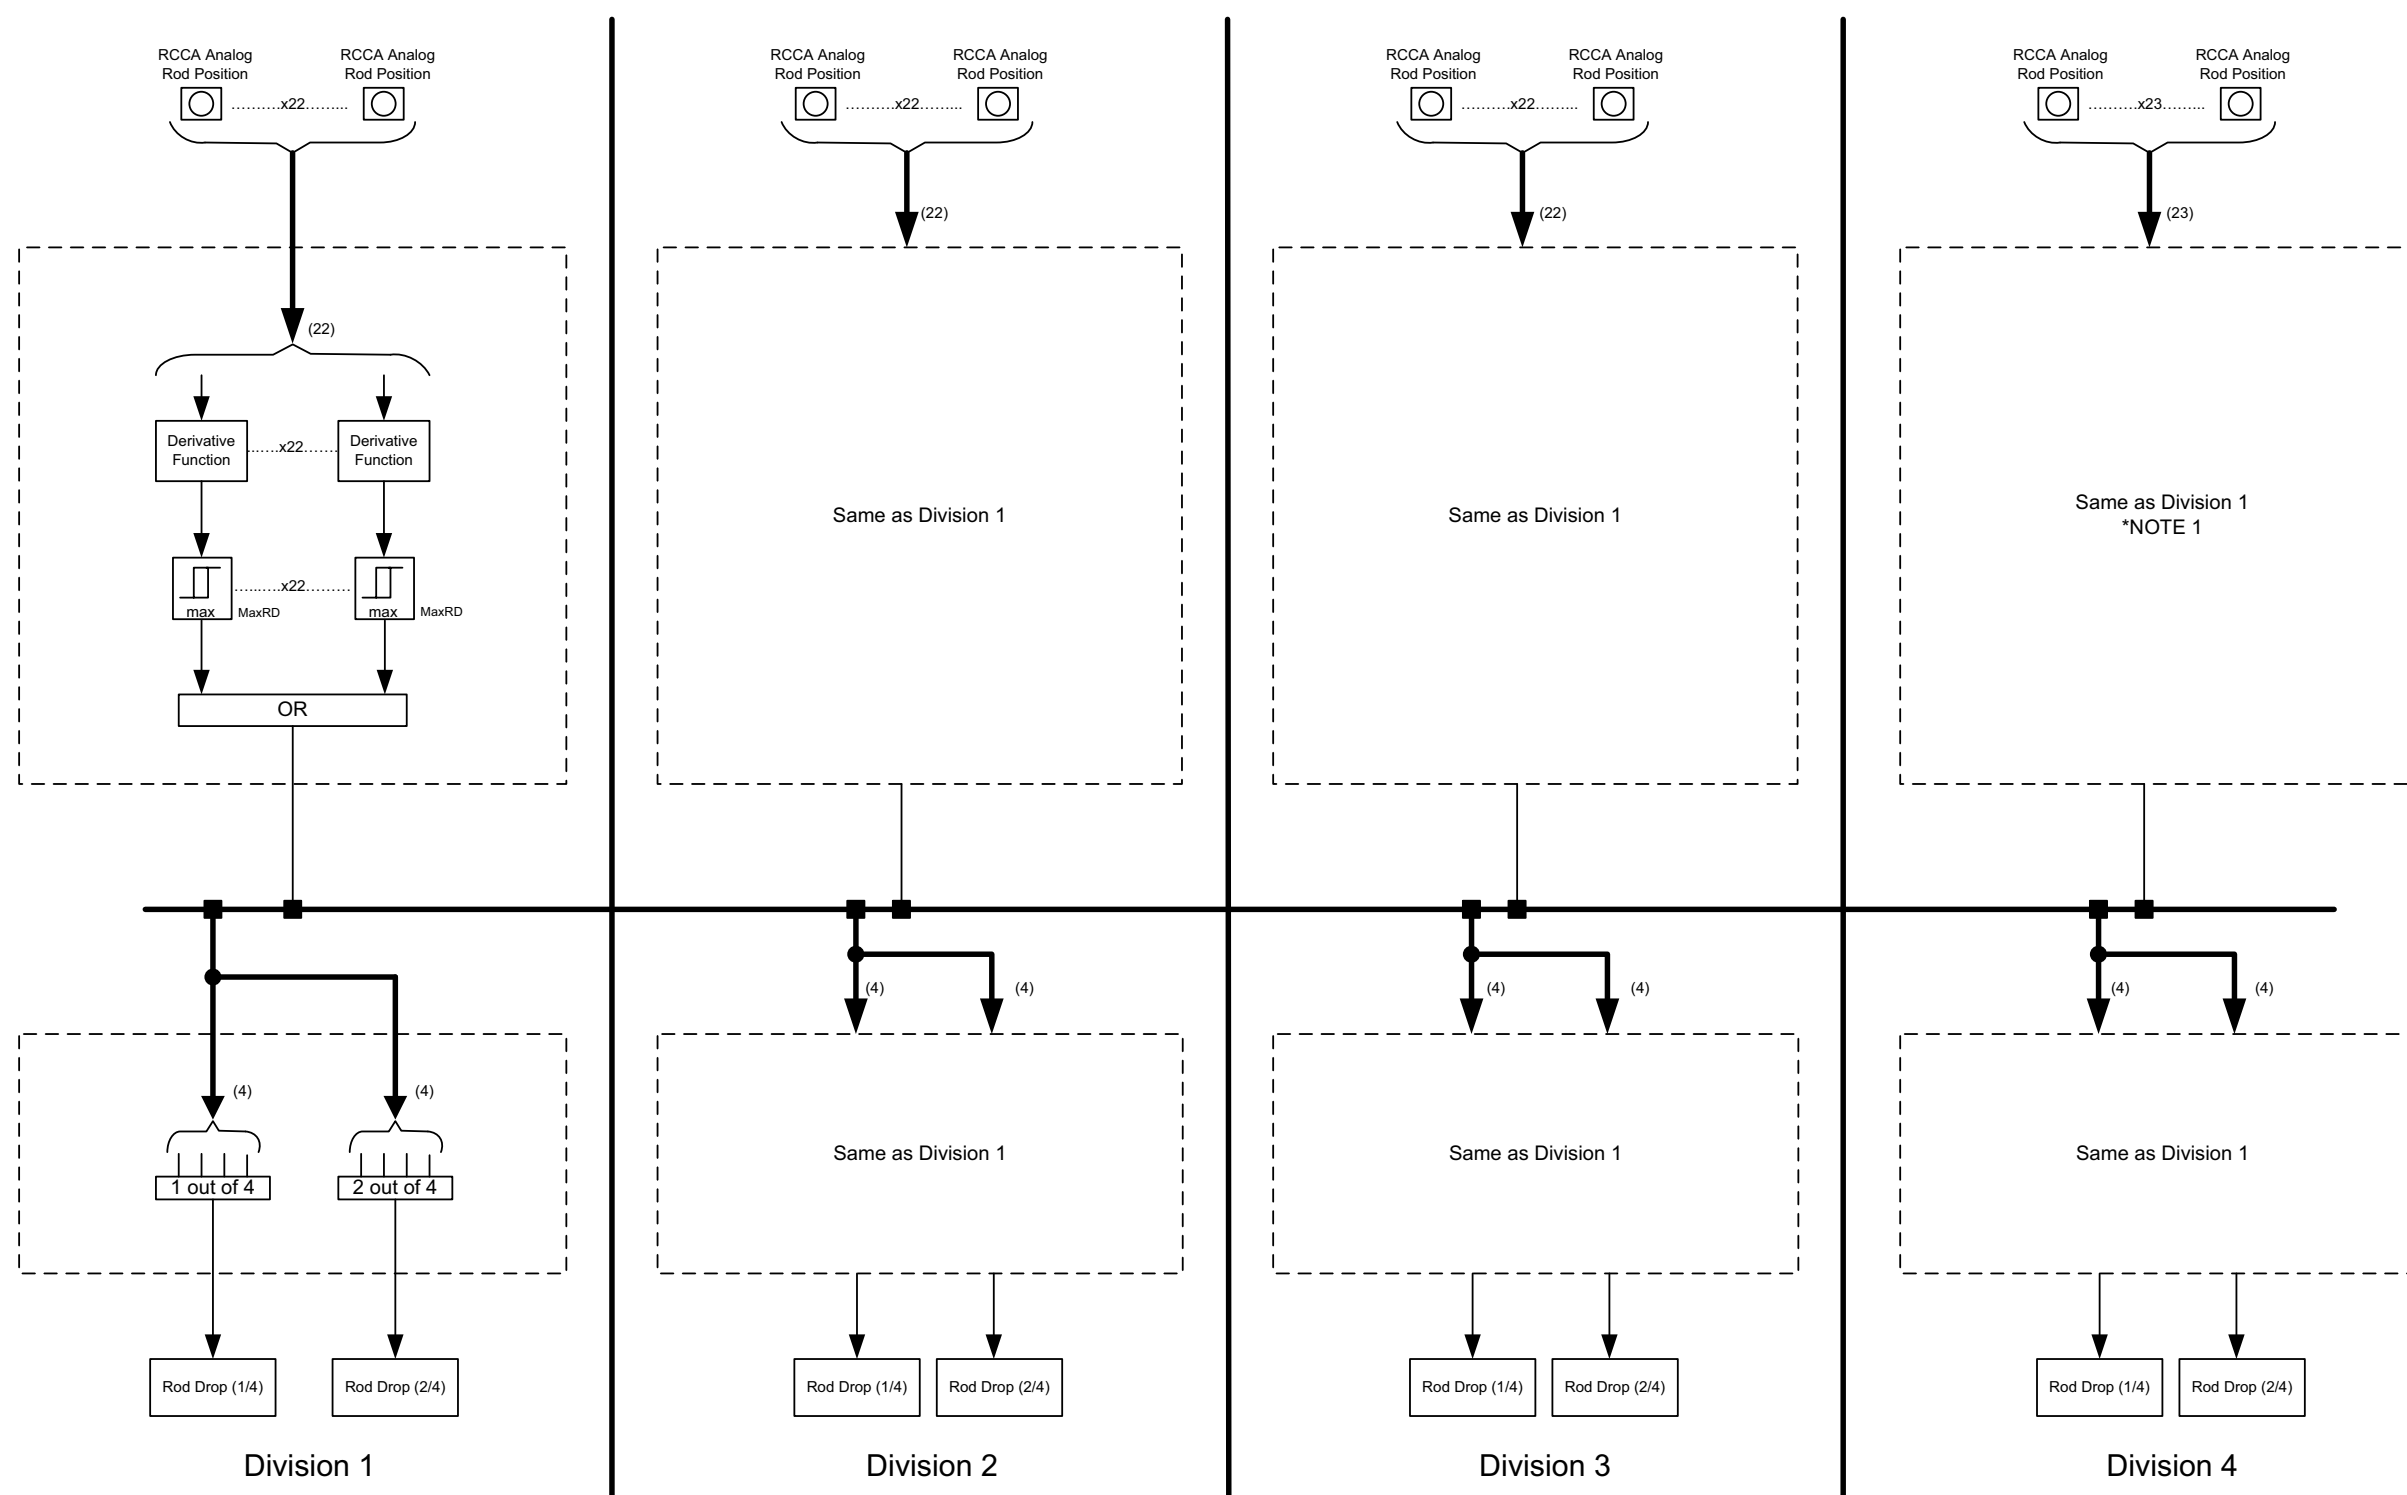 RCCA Analog Rod Position
RCCA Analog Rod Position
RCCA Analog Rod Position
RCCA Analog Rod Position
RCCA Analog Rod Position
RCCA Analog Rod Position
RCCA Analog Rod Position
RCCA Analog Rod Position
..........x22.........
..........x22.........
..........x22.........
..........x23.........
(22)
(22)
(23)
(22)
Derivative
Function
.......x22.......
Derivative
Function
.........x22.........
max
MaxRD
max
MaxRD
OR
Same as Division 1
Same as Division 1
Same as Division 1
*NOTE 1
(4)
(4)
(4)
(4)
(4)
(4)
(4)
(4)
1 out of 4
2 out of 4
Same as Division 1
Same as Division 1
Same as Division 1
Rod Drop (1/4)
Rod Drop (2/4)
Rod Drop (1/4)
Rod Drop (2/4)
Rod Drop (1/4)
Rod Drop (2/4)
Rod Drop (1/4)
Rod Drop (2/4)
Division 1
Division 2
Division 3
Division 4